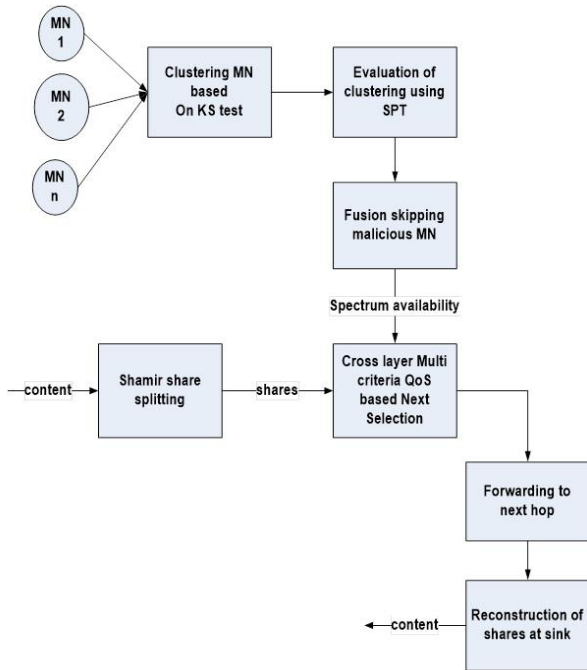 MN
1
MN
2
MN
n
Clustering MN
based
On KS test
Evaluation of
clustering using
SPT
Fusion skipping
malicious MN
Spectrum availability
content
Shamir share
splitting
shares
Cross layer Multi
criteria QoS
based Next
Selection
Forwarding to
next hop
Reconstruction of
shares at sink
content